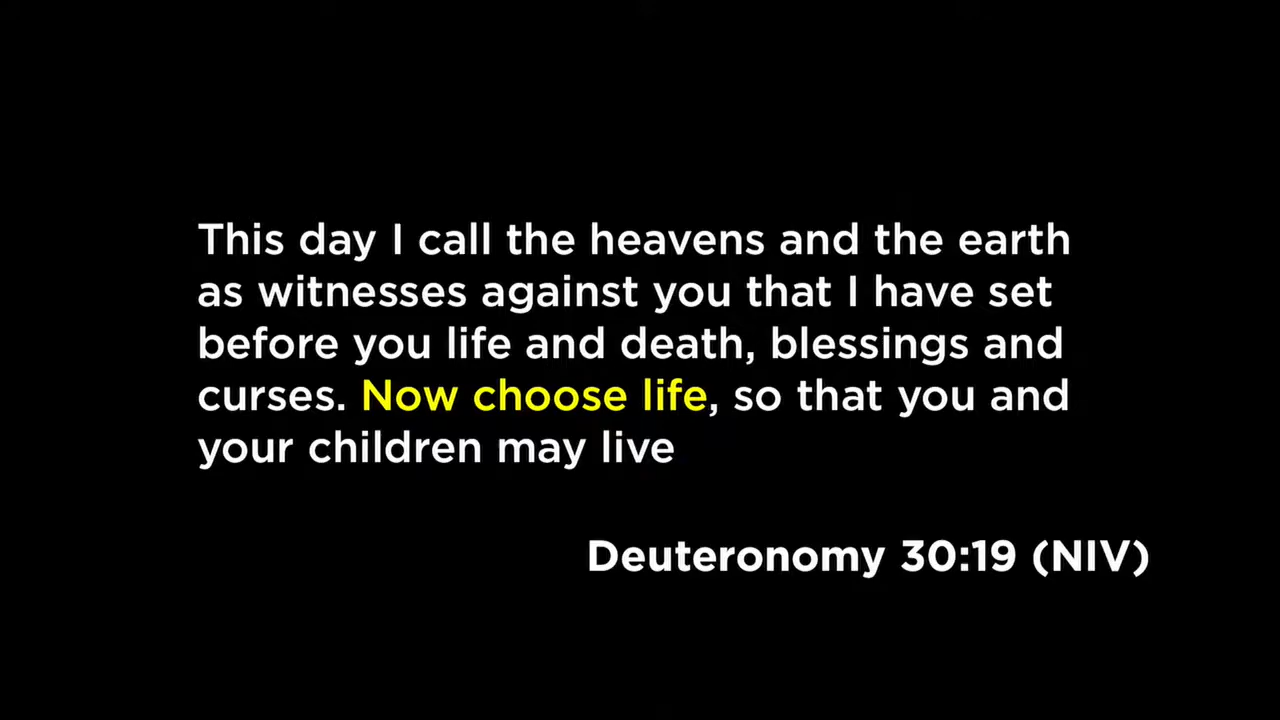 This day I call the heavens and the earth
as witnesses against you that I have set
before you life and death, blessings and
curses. Now choose life, so that you and
your children may live
Deuteronomy 30:19 (NIV)